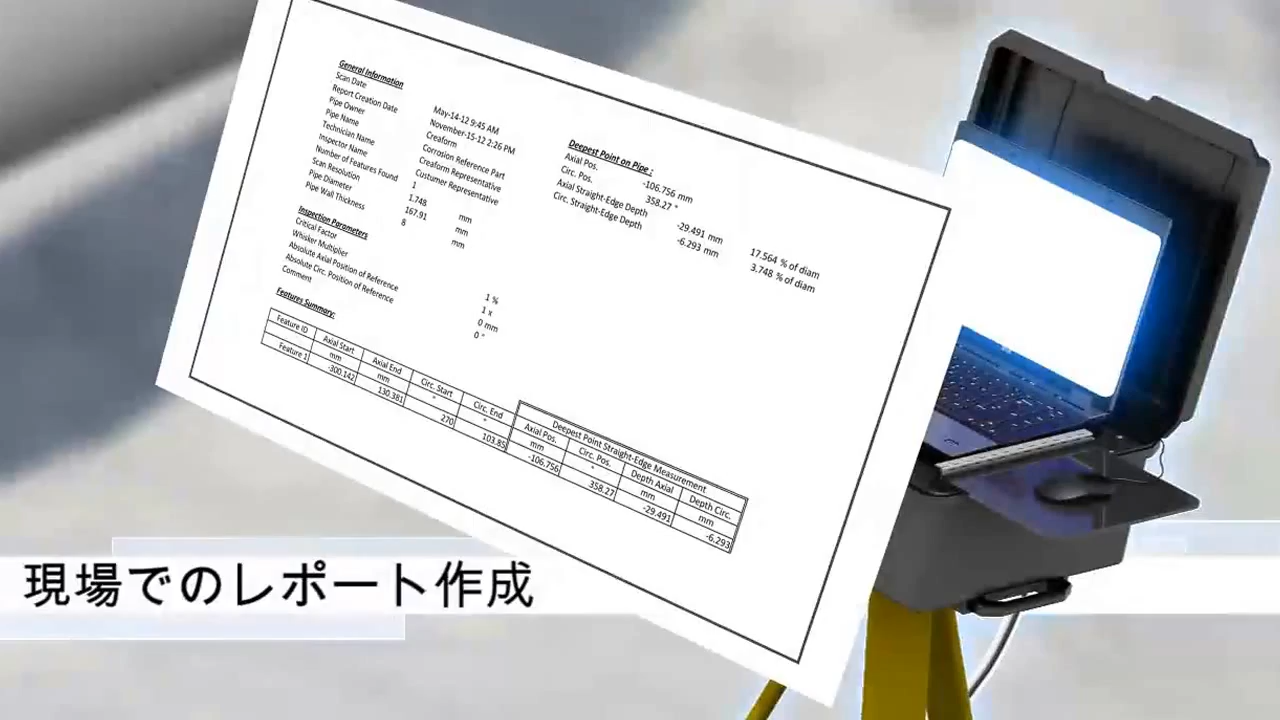 General Information
Scan Date May-14-12 9:45 AM
Report Creation Date November-15-12 2:26 PM
Pipe Owner Creaform
Pipe Name Corrosion Reference Part
Technician Name Creaform Representative
Inspector Name Custumer Representative
Number of Features Found 1
Scan Resolution 1.748 mm
Pipe Diameter 167.91 mm
Pipe Wall Thickness 8 mm
Deepest Point on Pipe :
Axial Pos. -106.756 mm
Circ. Pos. 358.27 °
Axial Straight-Edge Depth -29.491 mm 17.564 % of diam
Circ. Straight-Edge Depth -6.293 mm 3.748 % of diam
Inspection Parameters
Critical Factor 1 %
Whisker Multiplier 1 x
Absolute Axial Position of Reference 0 mm
Absolute Circ. Position of Reference 0 °
Comment
Features Summary:
Deepest Point Straight-Edge Measurement
Feature ID Axial Start Axial End Circ. Start Circ. End Axial Pos. Circ. Pos. Depth Axial Depth Circ.
mm mm ° ° mm ° mm mm
Feature 1 -300.142 130.381 270 103.85 -106.756 358.27 -29.491 -6.293
現場でのレポート作成